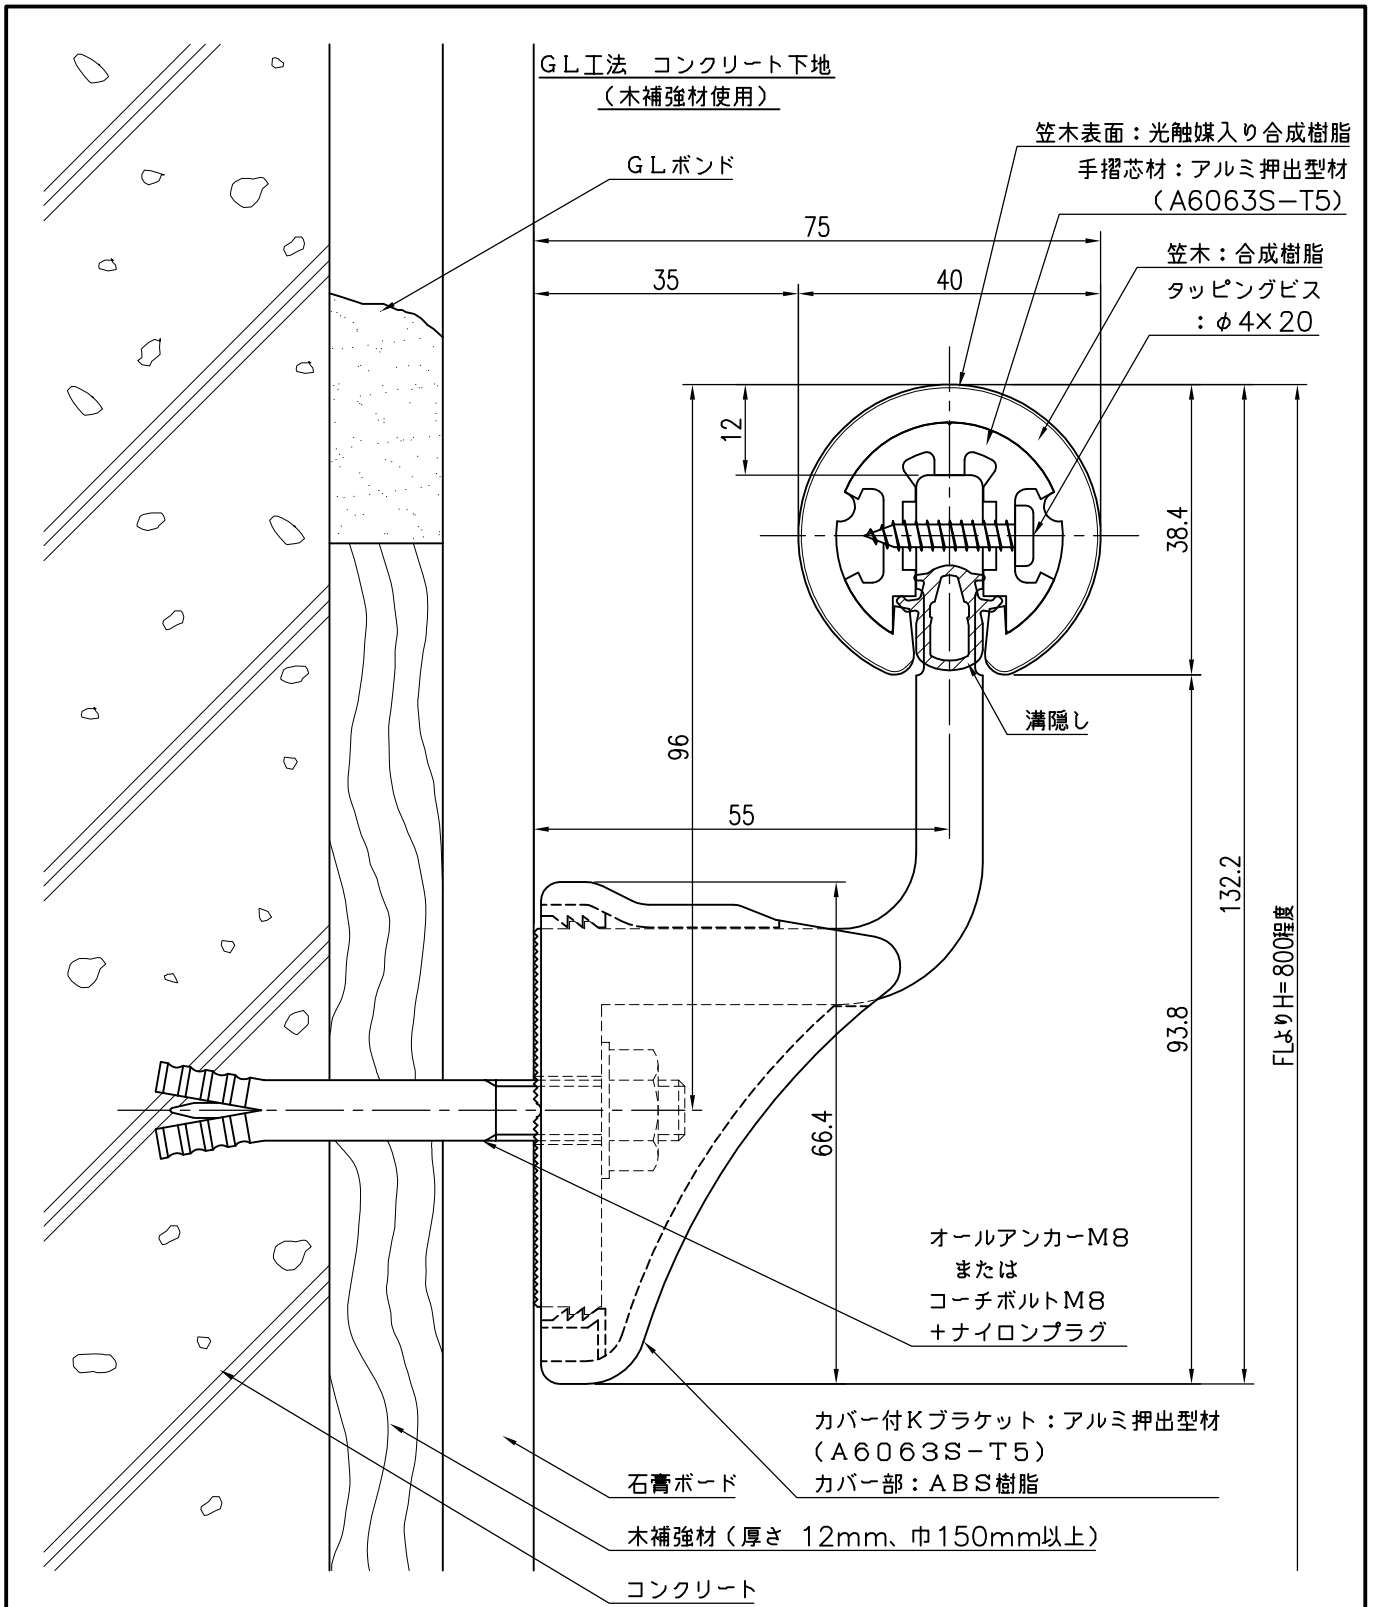 GL工法　コンクリート下地
（木補強材使用）
GLボンド
笠木表面：光触媒入り合成樹脂
手摺芯材：アルミ押出型材
（A6063S−T5）
笠木：合成樹脂
タッピングビス
：φ4×20
75
35
40
12
38.4
溝隠し
96
55
132.2
FLよりH=800程度
93.8
66.4
オールアンカーM8
または
コーチボルトM8
＋ナイロンプラグ
カバー付Kブラケット：アルミ押出型材
（A6063S−T5）
カバー部：ABS樹脂
石膏ボード
木補強材（厚さ 12mm、巾150mm以上）
コンクリート